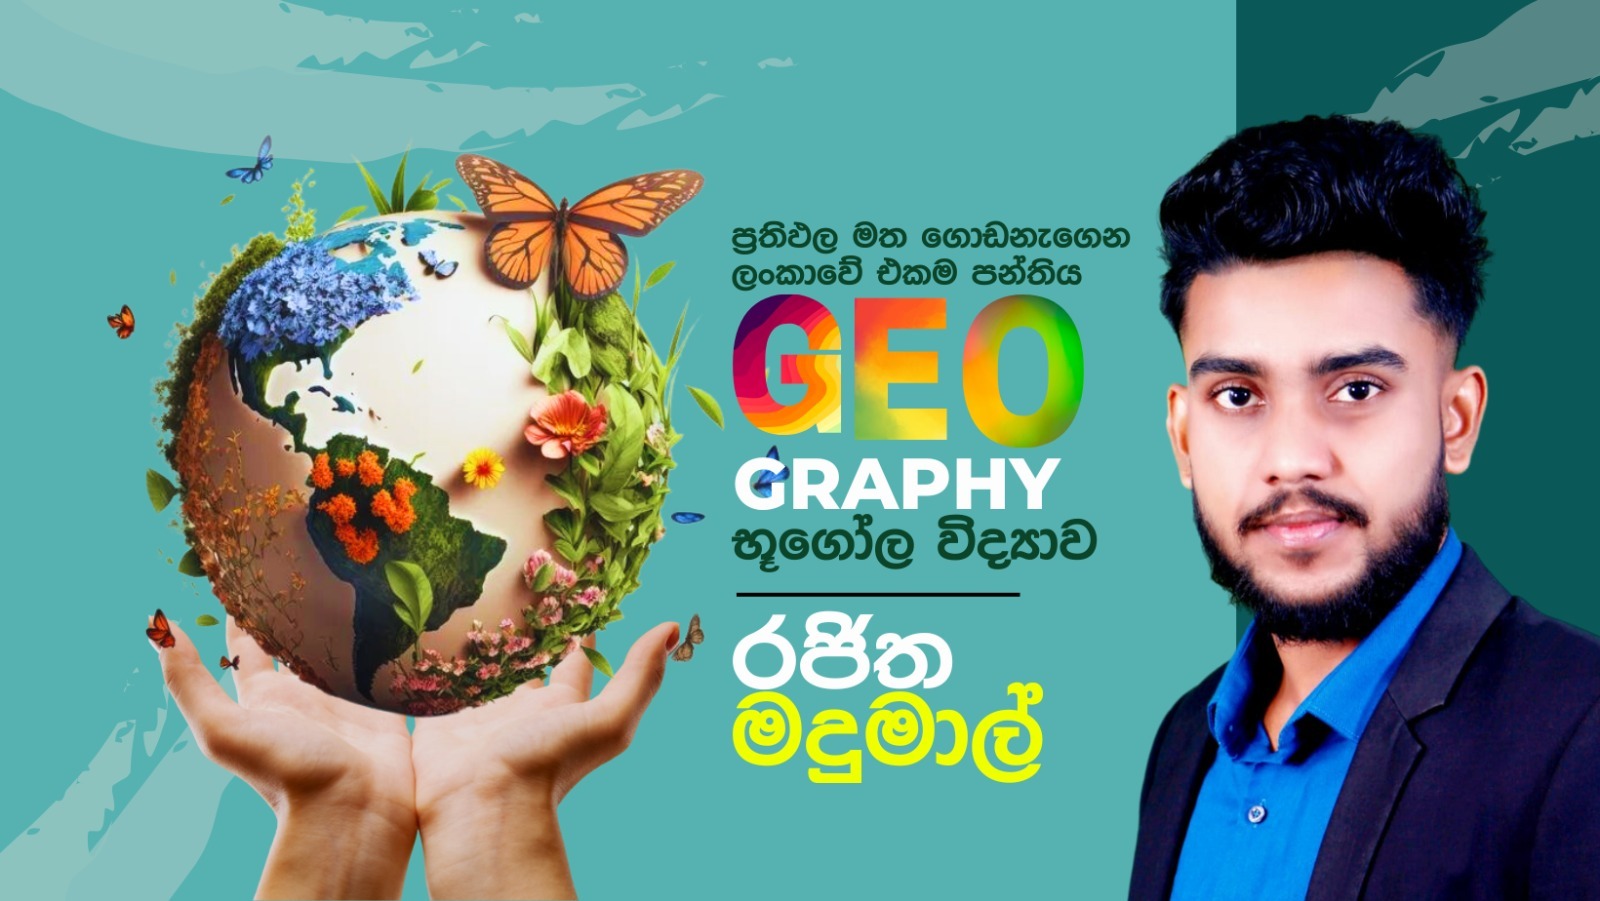 ප්‍රතිඵල මත ගොඩනැගෙන
ලංකාවේ එකම පන්තිය
GEO
GRAPHY
භූගෝල විද්‍යාව
රජිත
මදුමාල්